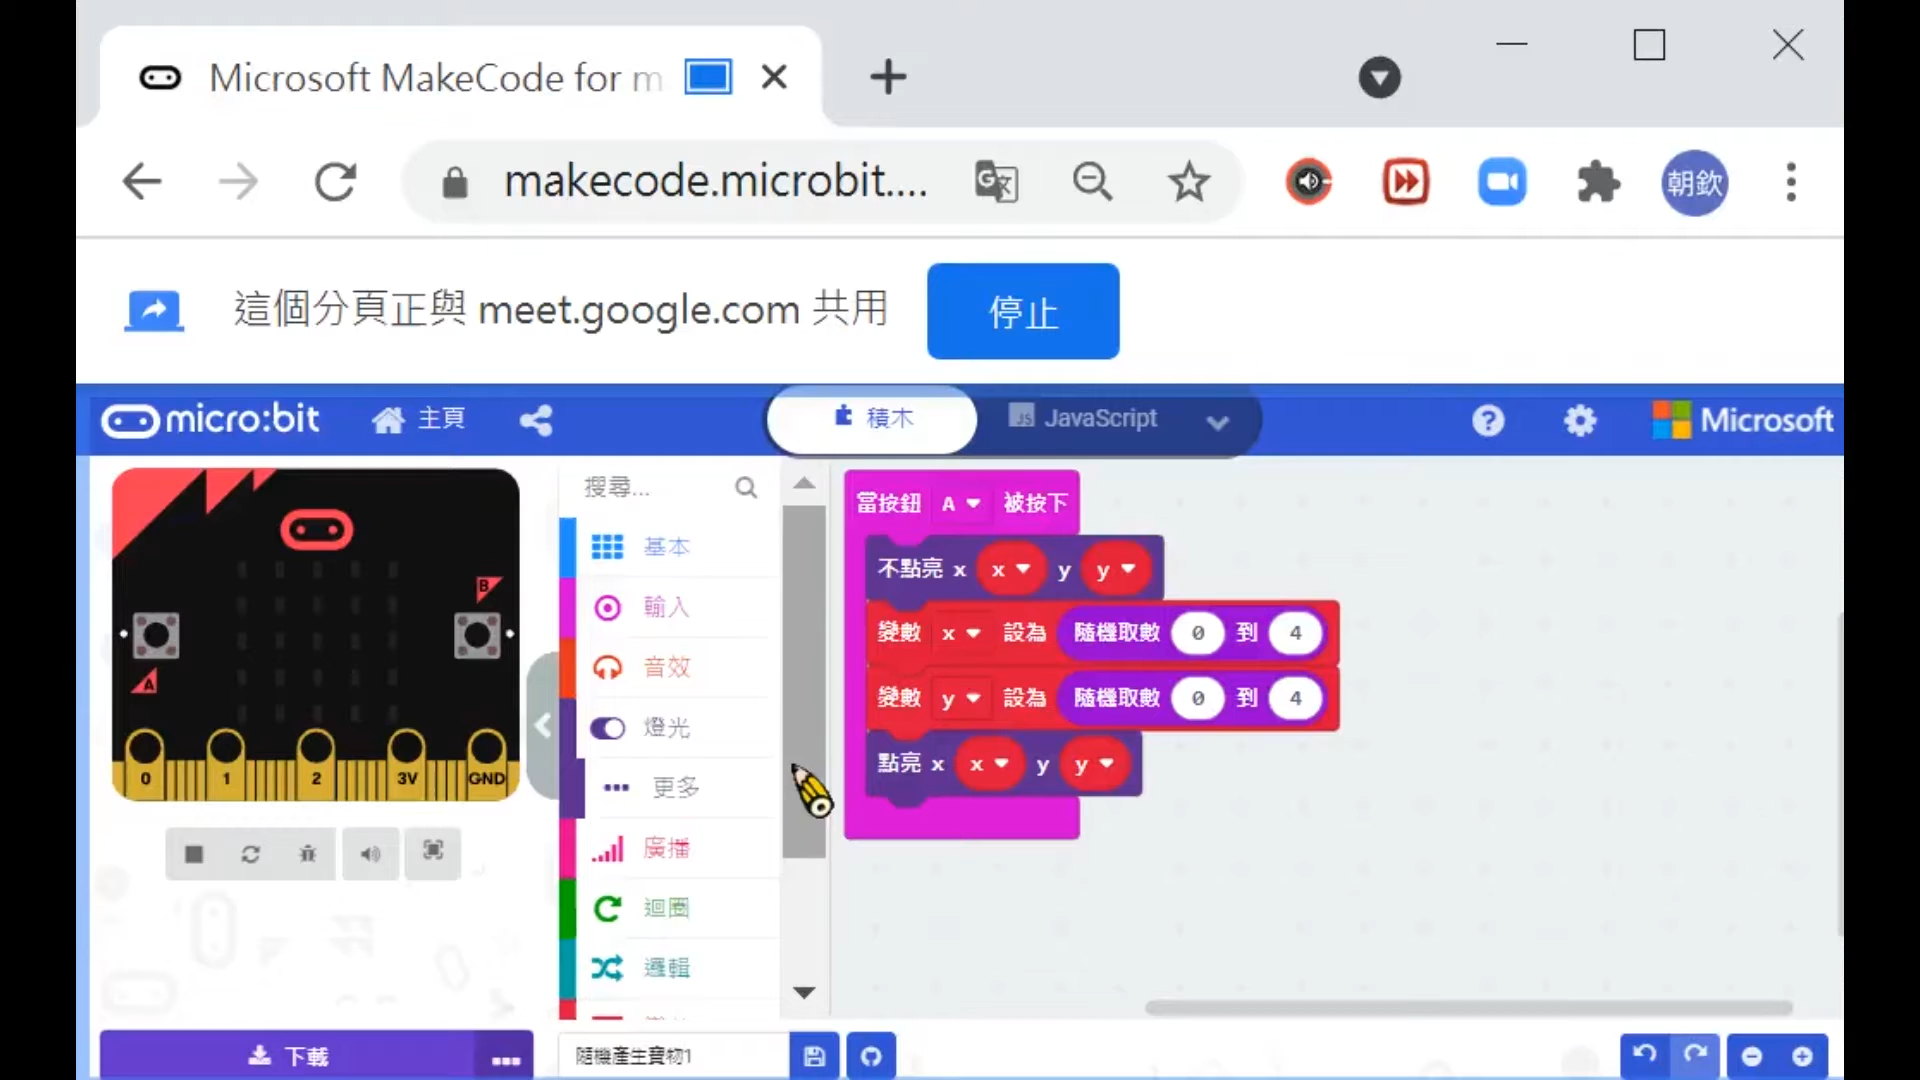 Microsoft MakeCode for m
makecode.microbit....
朝欽
這個分頁正與 meet.google.com 共用
停止
micro:bit
主頁
積木
JS JavaScript
Microsoft
搜尋...
基本
輸入
音效
燈光
更多
廣播
迴圈
邏輯
B
A
0 1 2 3V GND
當按鈕 A 被按下
不點亮 x x y y
變數 x 設為 隨機取數 0 到 4
變數 y 設為 隨機取數 0 到 4
點亮 x x y y
下載
隨機產生寶物1